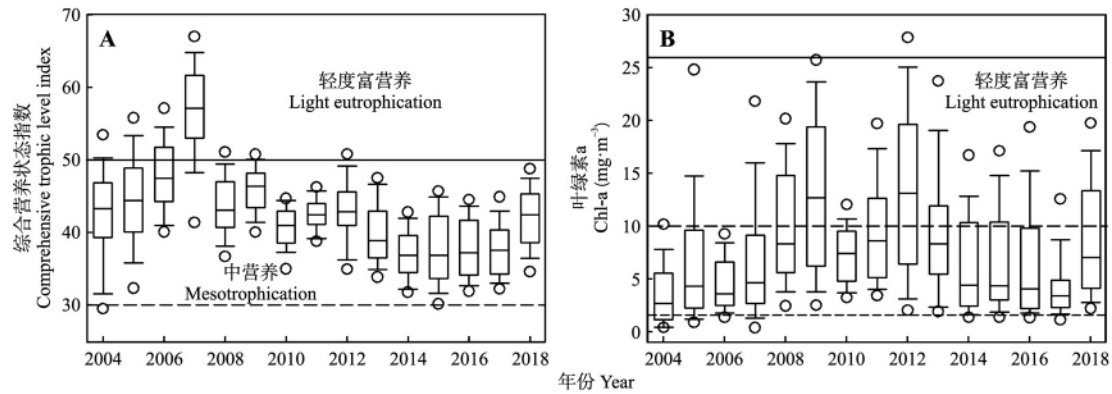 A
综合营养状态指数
Comprehensive trophic level index
70
60
50
40
30
轻度富营养
Light eutrophication
中营养
Mesotrophication
2004 2006 2008 2010 2012 2014 2016 2018
B
叶绿素a
Chl-a (mg·m⁻³)
30
25
20
15
10
5
0
轻度富营养
Light eutrophication
2004 2006 2008 2010 2012 2014 2016 2018
年份 Year